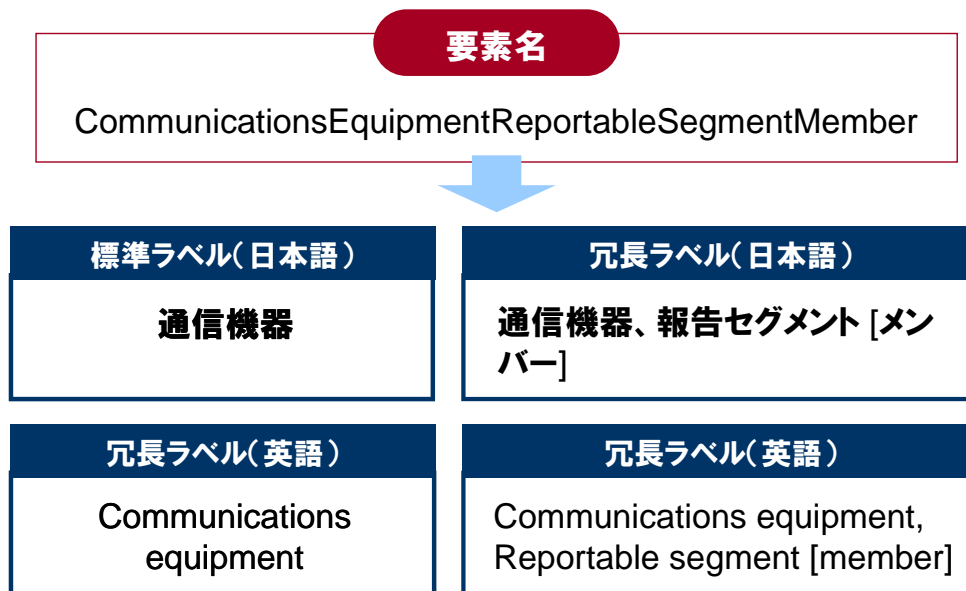 要素名
CommunicationsEquipmentReportableSegmentMember
標準ラベル(日本語)
通信機器
冗長ラベル(日本語)
通信機器、報告セグメント [メン
バー]
冗長ラベル(英語)
Communications
equipment
冗長ラベル(英語)
Communications equipment,
Reportable segment [member]